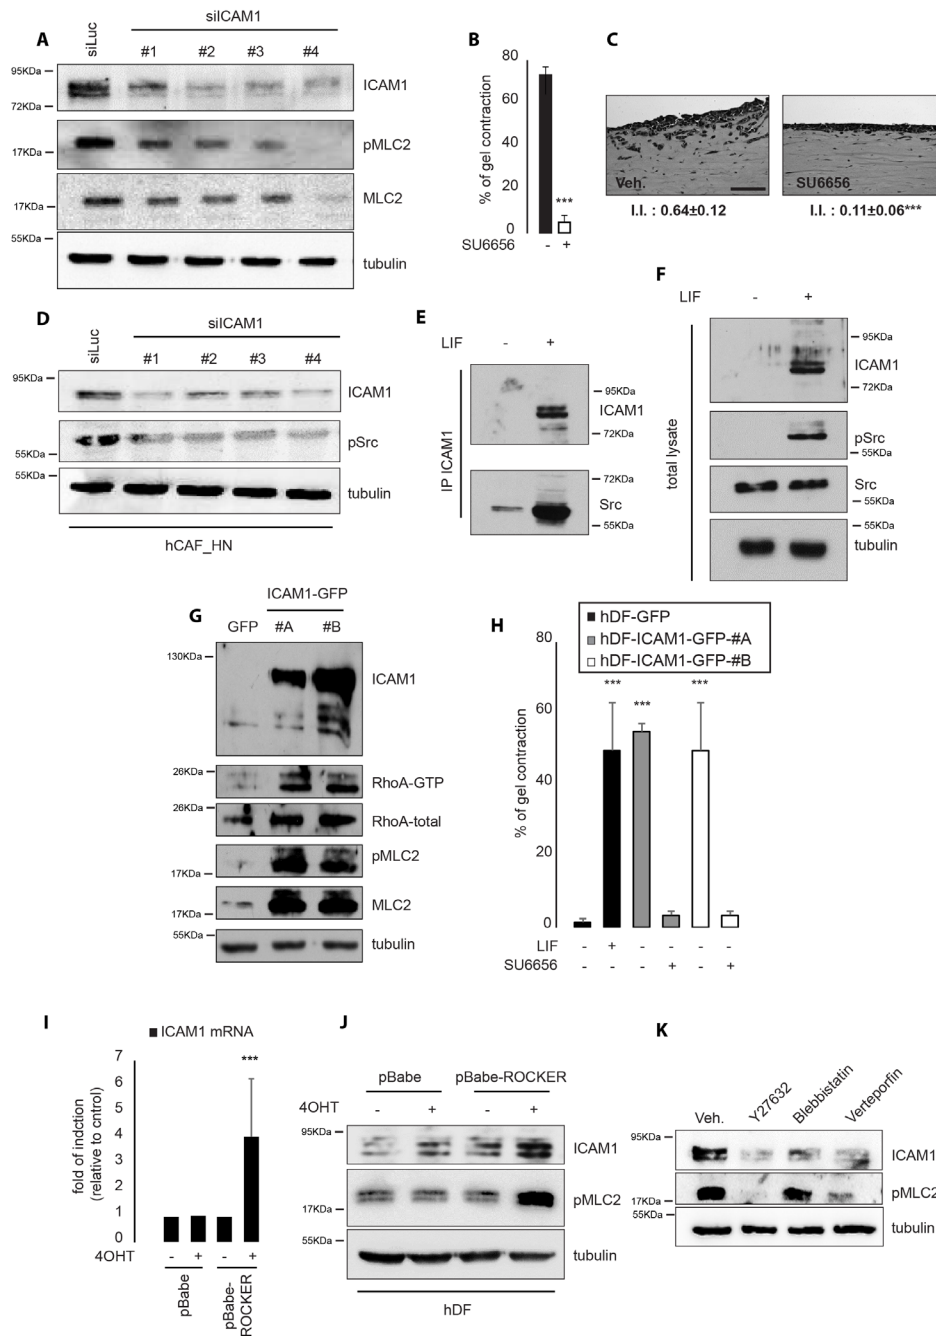 A
siLuc
siICAM1
#1 #2 #3 #4
95KDa
72KDa
ICAM1
17KDa
pMLC2
17KDa
MLC2
55KDa
tubulin
B
% of gel contraction
80
60
40
20
0
***
- +
SU6656
C
Veh.
I.I. : 0.64±0.12
SU6656
I.I. : 0.11±0.06***
D
siLuc
siICAM1
#1 #2 #3 #4
95KDa
ICAM1
55KDa
pSrc
55KDa
tubulin
hCAF_HN
E
LIF - +
IP ICAM1
95KDa
ICAM1
72KDa
72KDa
Src
55KDa
F
LIF - +
total lysate
95KDa
ICAM1
72KDa
pSrc
55KDa
Src
55KDa
55KDa
tubulin
G
ICAM1-GFP
GFP #A #B
130KDa
ICAM1
26KDa
RhoA-GTP
26KDa
RhoA-total
pMLC2
17KDa
MLC2
17KDa
55KDa
tubulin
H
hDF-GFP
hDF-ICAM1-GFP-#A
hDF-ICAM1-GFP-#B
% of gel contraction
80
60
40
20
0
*** *** ***
LIF - + - - - -
SU6656 - - - + - +
I
ICAM1 mRNA
fold of indction
(relative to cntrol)
7
6
5
4
3
2
1
0
***
4OHT - + - +
pBabe
pBabe-
ROCKER
J
pBabe pBabe-ROCKER
4OHT - + - +
95KDa
ICAM1
pMLC2
17KDa
55KDa
tubulin
hDF
K
Veh. Y27632 Blebbistatin Verteporfin
95KDa
ICAM1
pMLC2
17KDa
55KDa
tubulin